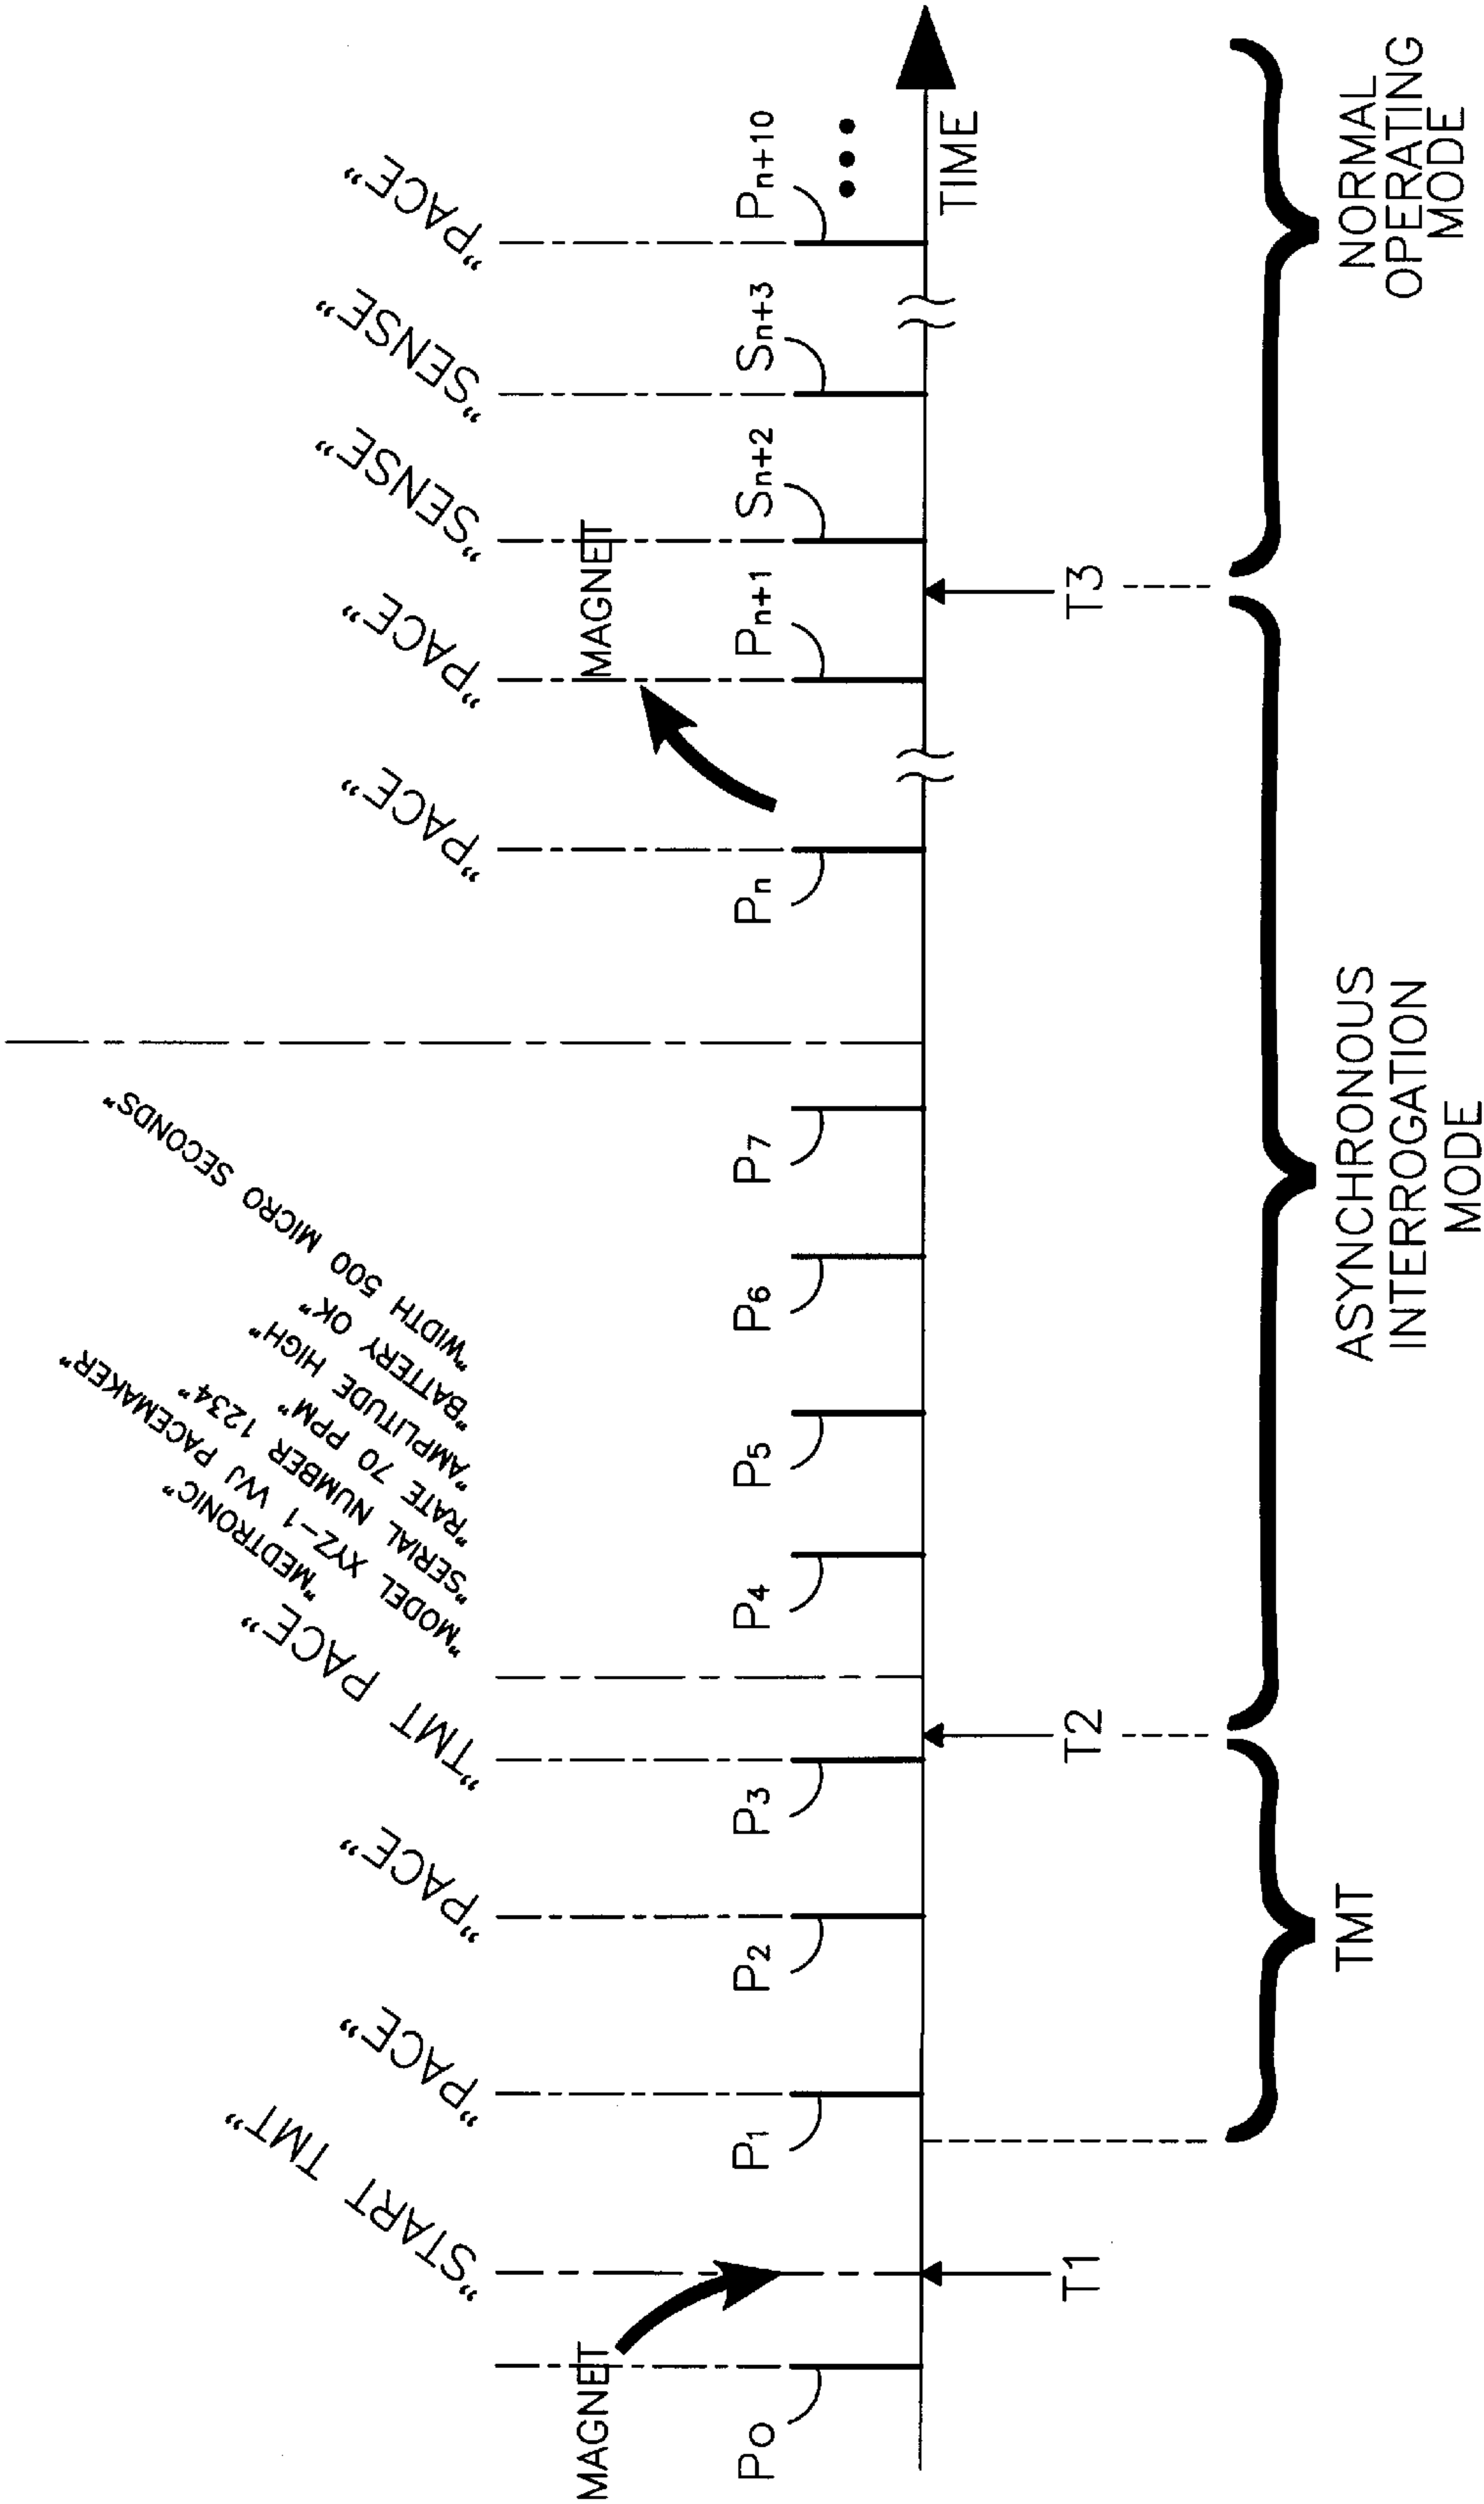 "START TMT"
"PACE"
"PACE"
"TMT PACE"
"MEDTRONIC"
"MODEL XYZ-1 VVJ PACEMAKER"
"SERIAL NUMBER 1234"
"RATE 70 PPM"
"AMPLITUDE HIGH"
"BATTERY OK"
"WIDTH 500 MICRO SECONDS"
"PACE"
"PACE"
"SENSE"
"SENSE"
"PACE"
MAGNET
MAGNET
PO
P1
P2
P3
P4
P5
P6
P7
Pn
Pn+1
Sn+2
Sn+3
Pn+10
TIME
T1
T2
T3
TMT
ASYNCHRONOUS
INTERROGATION
MODE
NORMAL
OPERATING
MODE